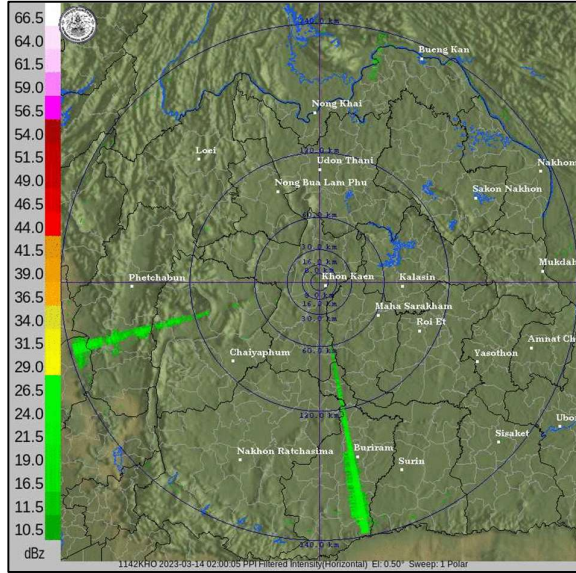 66.5
64.0
61.5
59.0
56.5
54.0
51.5
49.0
46.5
44.0
41.5
39.0
36.5
34.0
31.5
29.0
26.5
24.0
21.5
19.0
16.5
14.0
11.5
10.5
dBz
Bueng Kan
Nong Khai
Loei
Udon Thani
Nakhom
Nong Bua Lam Phu
Sakon Nakhon
Mukdah
Phetchabun
Khon Kaen
Kalasin
Maha Sarakham
Roi Et
Amnat Ch
Chaiyaphum
Yasothon
Ubo
Nakhon Ratchasima
Buriram
Surin
Sisaket
1142KHO 2023-03-14 02:00:05 PPI Filtered Intensity(Horizontal) El: 0.50° Sweep: 1 Polar